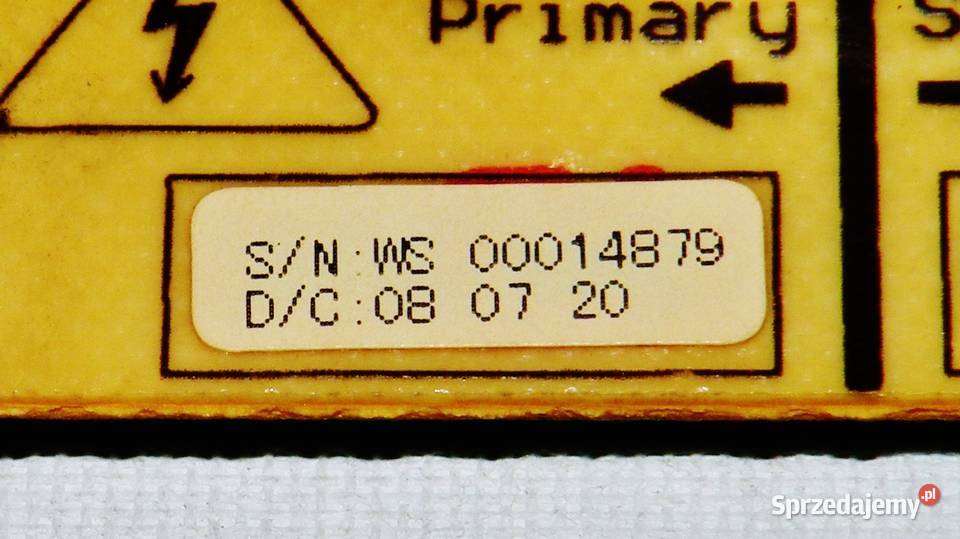 Primary
S/N:WS 00014879
D/C:08 07 20
Sprzedajemy.pl